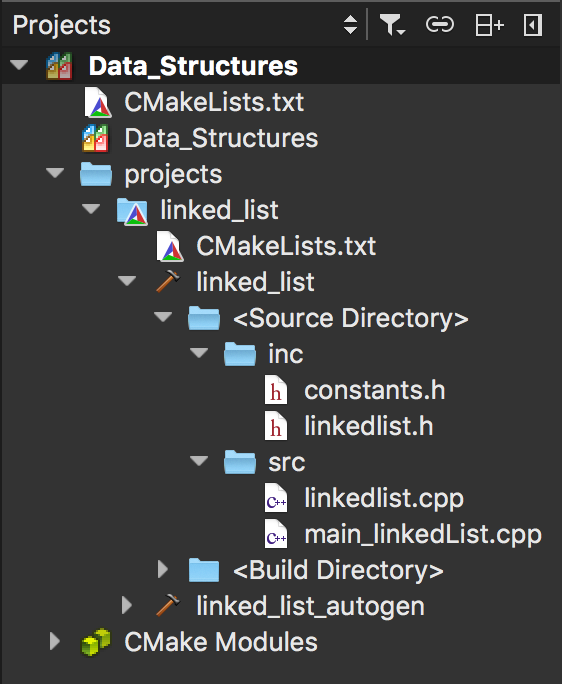 Projects
Data_Structures
CMakeLists.txt
Data_Structures
projects
linked_list
CMakeLists.txt
linked_list
<Source Directory>
inc
constants.h
linkedlist.h
src
linkedlist.cpp
main_linkedList.cpp
<Build Directory>
linked_list_autogen
CMake Modules